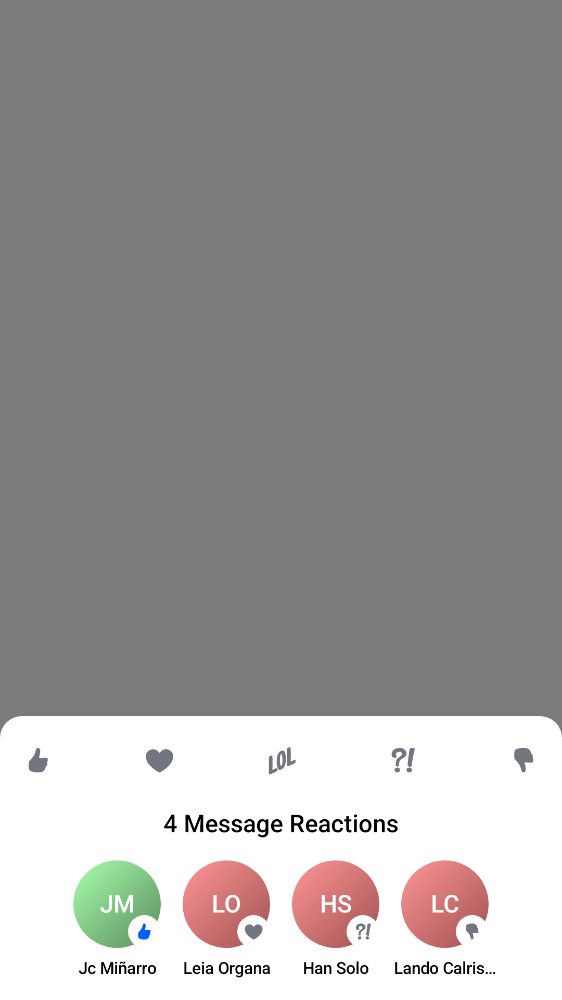 LOL ?!
4 Message Reactions
JM LO HS LC
?!
Jc Miñarro Leia Organa Han Solo Lando Calris...